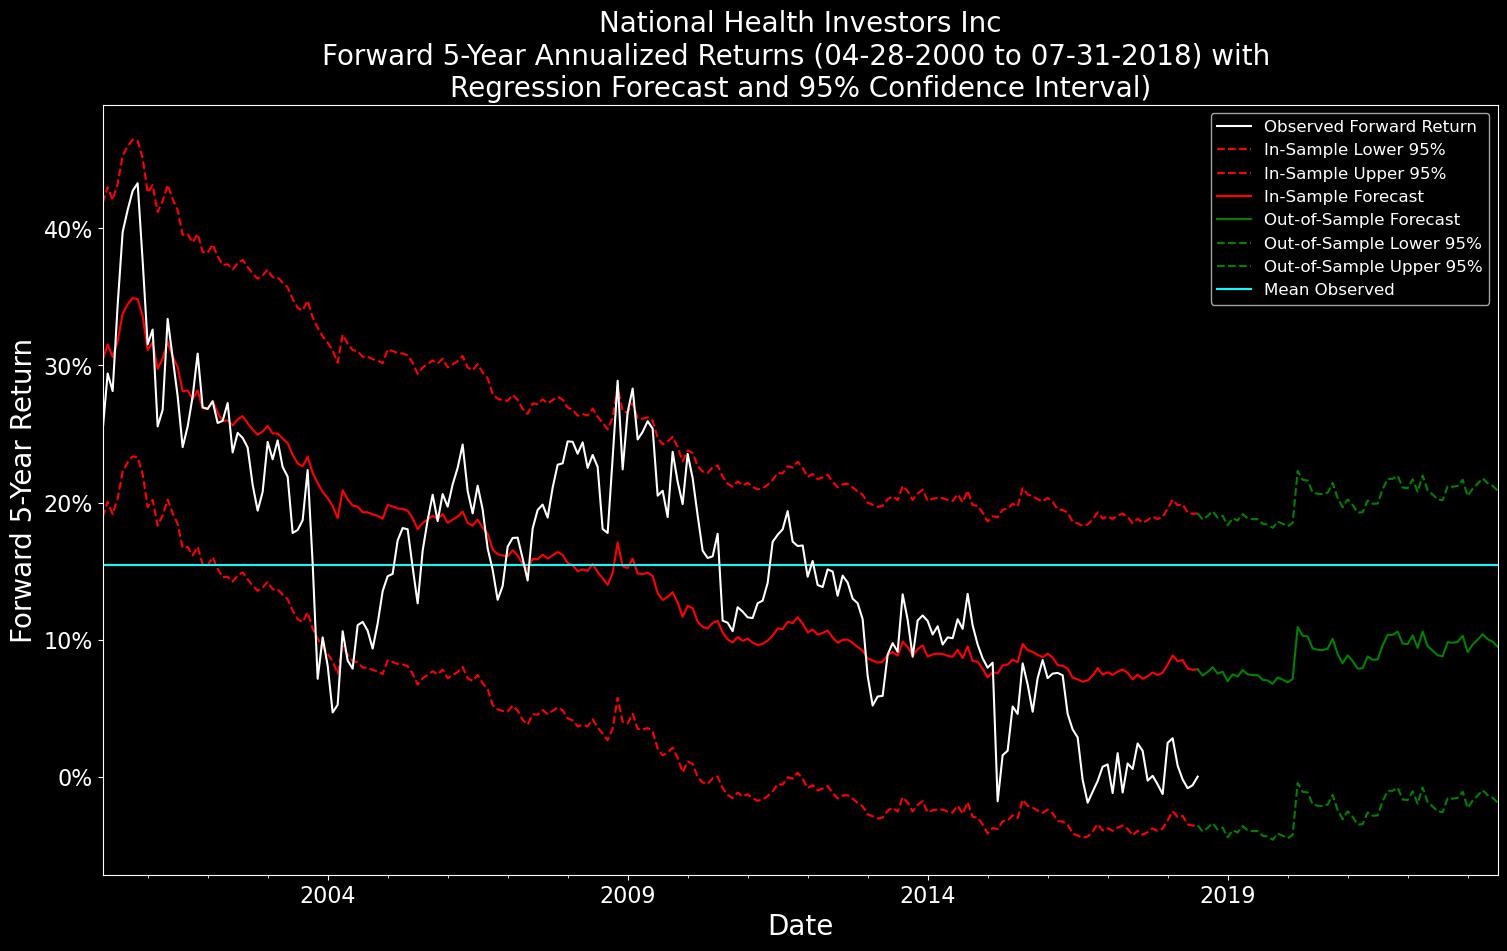 National Health Investors Inc
Forward 5-Year Annualized Returns (04-28-2000 to 07-31-2018) with
Regression Forecast and 95% Confidence Interval)
Observed Forward Return
In-Sample Lower 95%
In-Sample Upper 95%
In-Sample Forecast
Out-of-Sample Forecast
Out-of-Sample Lower 95%
Out-of-Sample Upper 95%
Mean Observed
Forward 5-Year Return
40%
30%
20%
10%
0%
2004
2009
2014
2019
Date